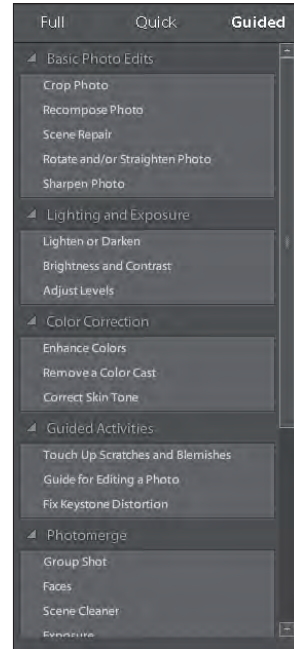 Full Quick Guided
Basic Photo Edits
Crop Photo
Recompose Photo
Scene Repair
Rotate and/or Straighten Photo
Sharpen Photo
Lighting and Exposure
Lighten or Darken
Brightness and Contrast
Adjust Levels
Color Correction
Enhance Colors
Remove a Color Cast
Correct Skin Tone
Guided Activities
Touch Up Scratches and Blemishes
Guide for Editing a Photo
Fix Keystone Distortion
Photomerge
Group Shot
Faces
Scene Cleaner
Exposure